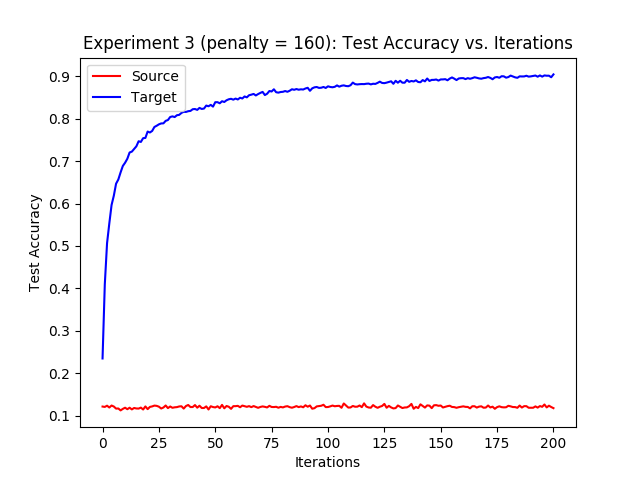 Experiment 3 (penalty = 160): Test Accuracy vs. Iterations
Source
Target
Test Accuracy
0.9
0.8
0.7
0.6
0.5
0.4
0.3
0.2
0.1
0 25 50 75 100 125 150 175 200
Iterations